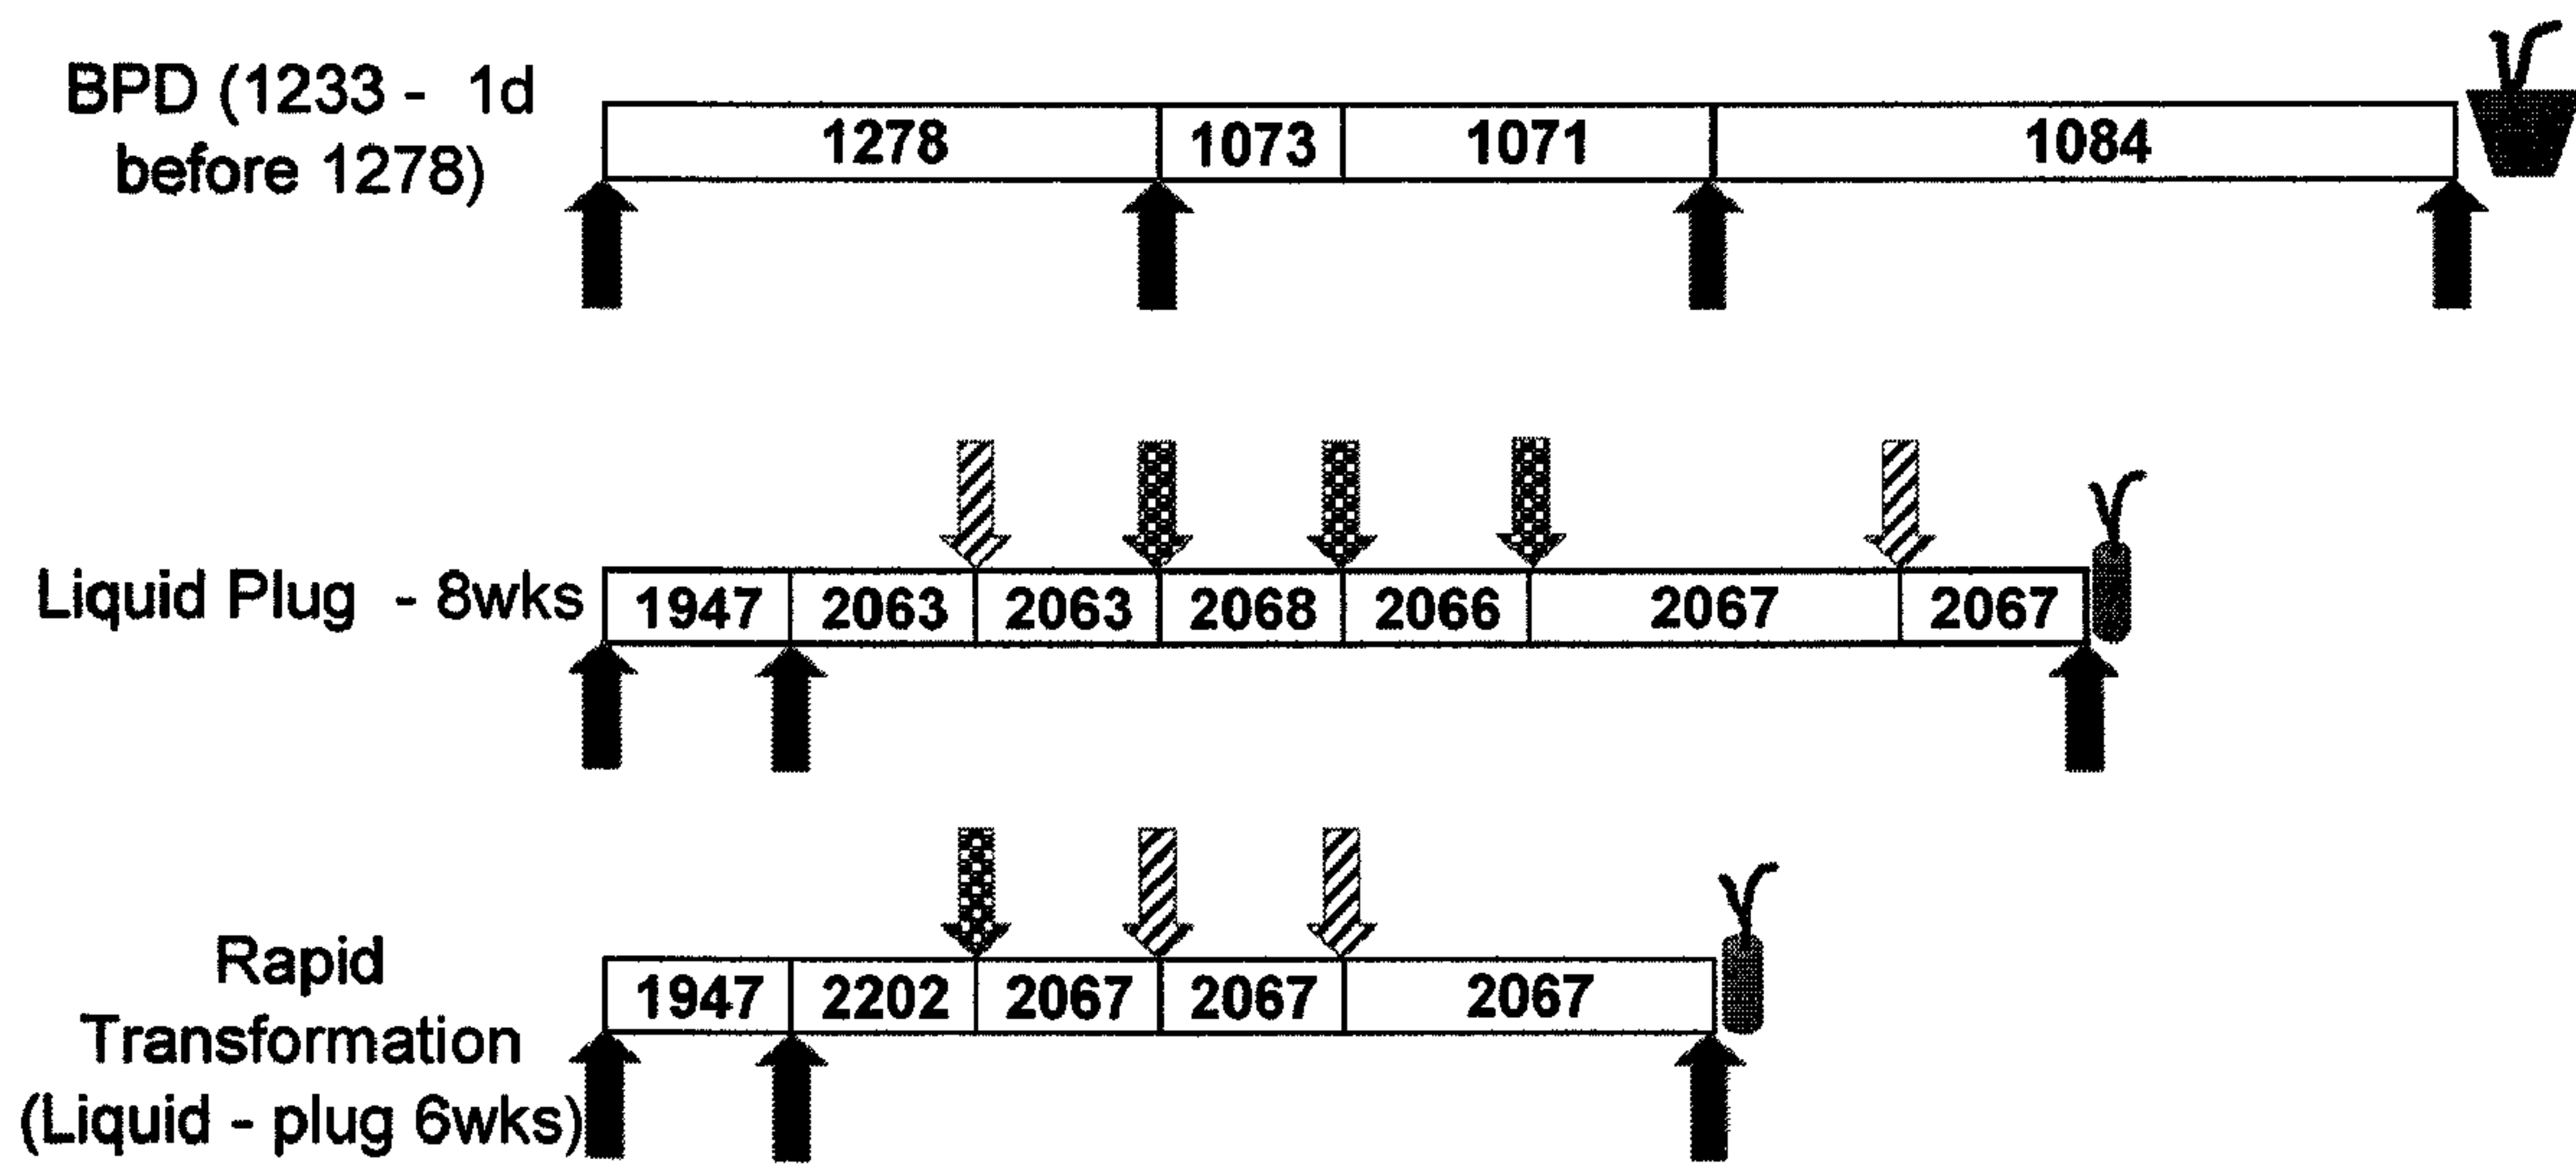 BPD (1233 - 1d
before 1278)
1278 1073 1071 1084
Liquid Plug - 8wks
1947 2063 2063 2068 2066 2067 2067
Rapid
Transformation
(Liquid - plug 6wks)
1947 2202 2067 2067 2067